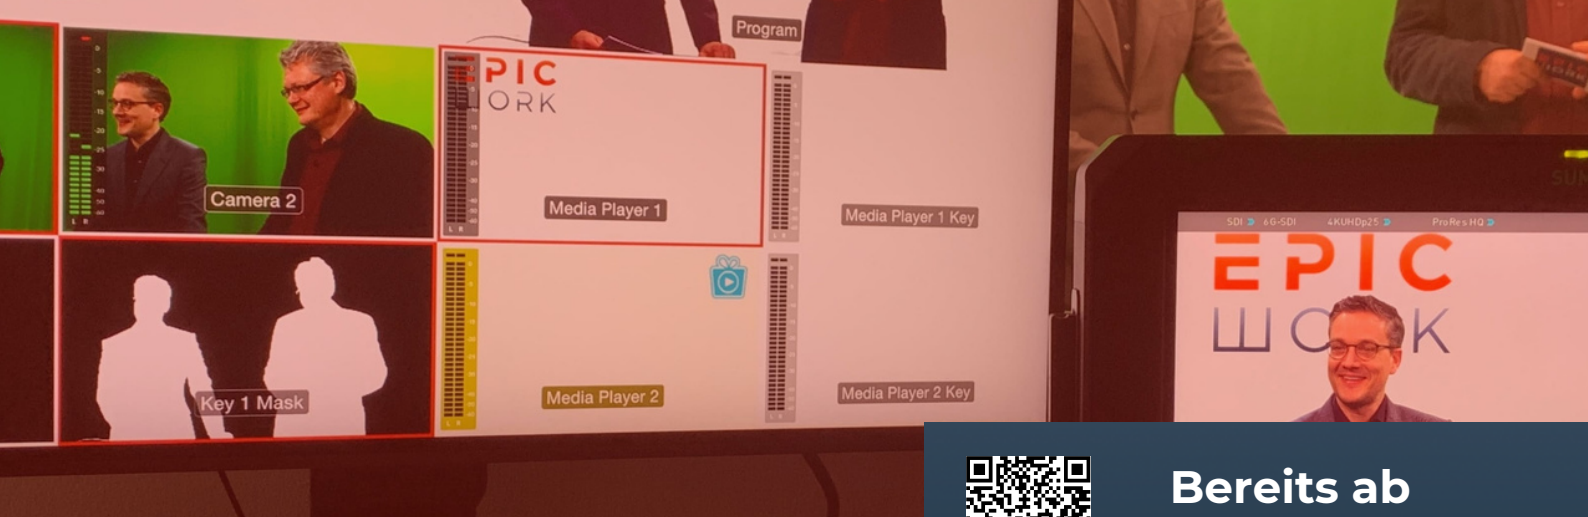 Program
EPIC
ORK
Camera 2
Media Player 1
Media Player 1 Key
SDI 6G-SDI 4KUHDp25 ProRes HQ
EPIC
Key 1 Mask
Media Player 2
Media Player 2 Key
Bereits ab